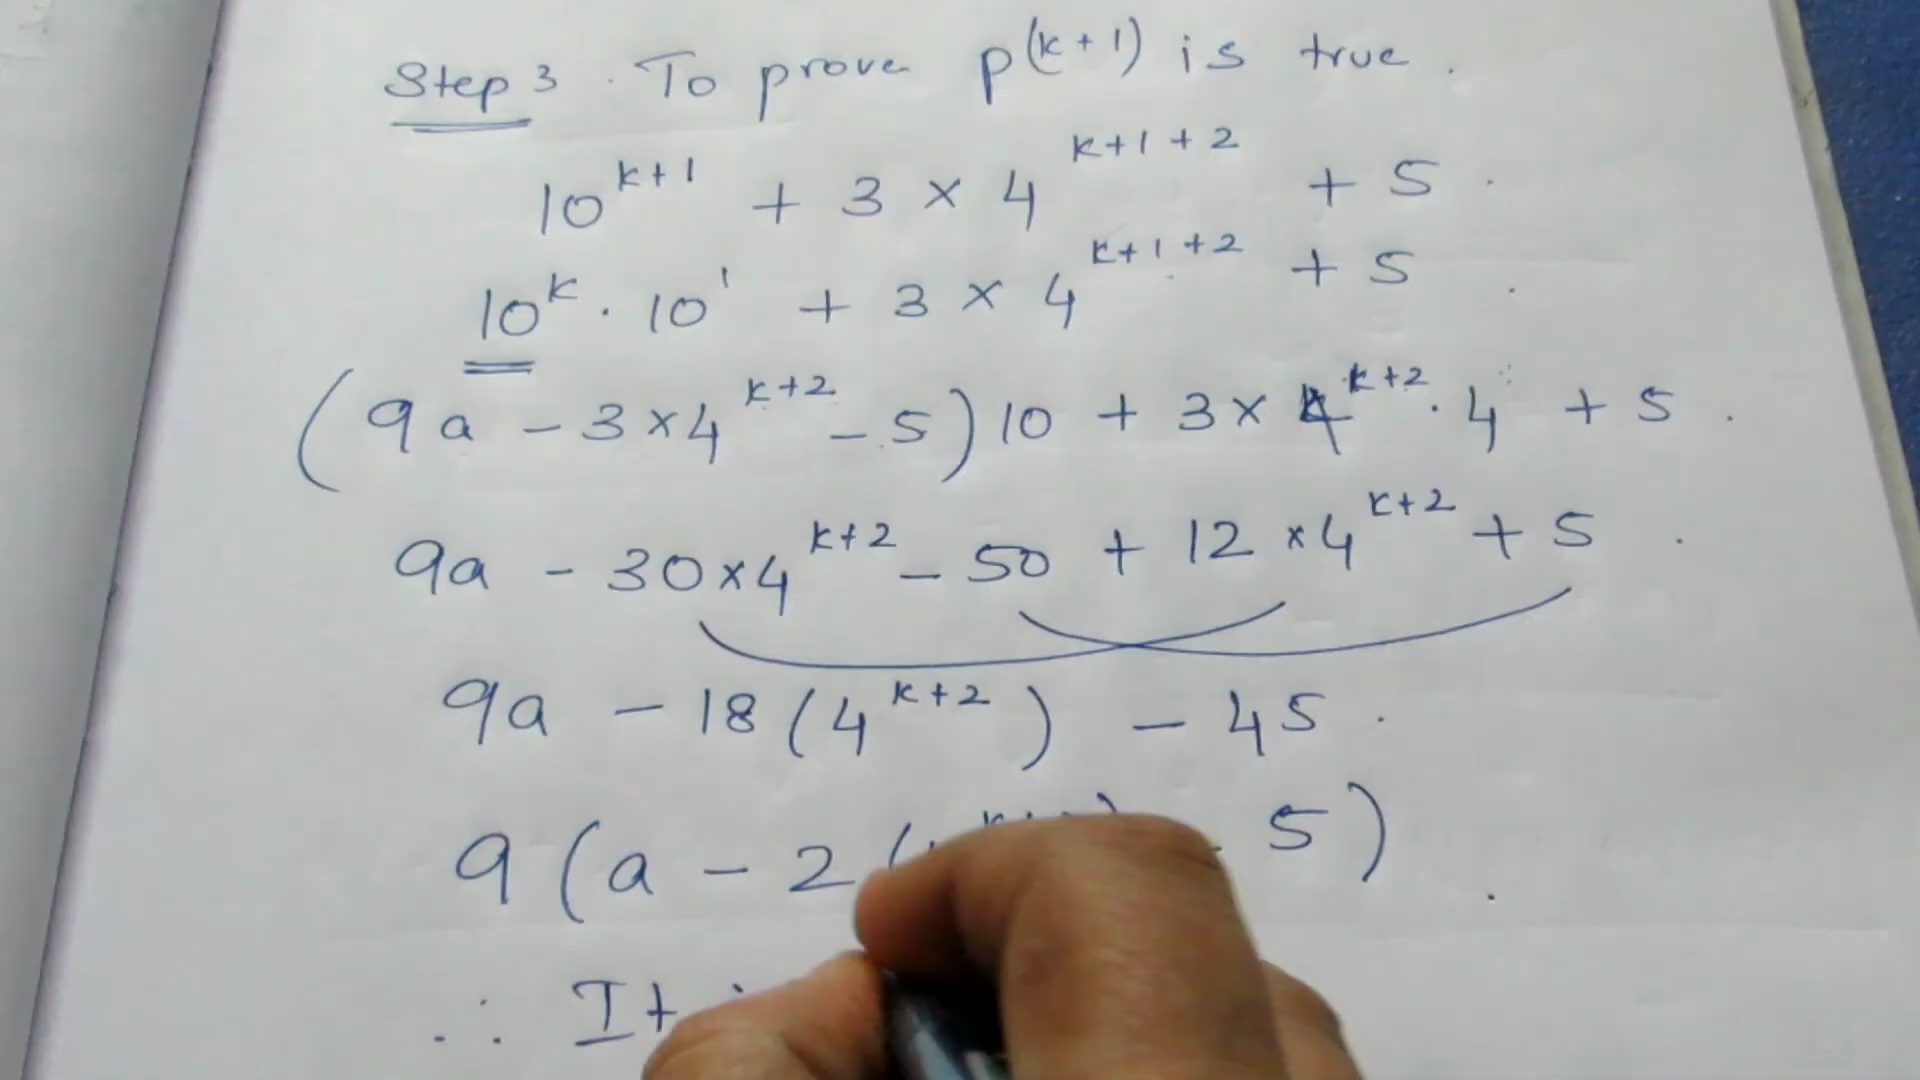 Step 3 . To prove p(k+1) is true .
10^{k+1} + 3 × 4^{k+1+2} + 5 .
10^k . 10^1 + 3 × 4^{k+1+2} + 5 .
(9a - 3×4^{k+2} - 5) 10 + 3 × 4^{k+2} . 4 + 5 .
9a - 30×4^{k+2} - 50 + 12 ×4^{k+2} + 5 .
9a - 18 (4^{k+2}) - 45 .
9 (a - 2 ( ) - 5) .
∴ It